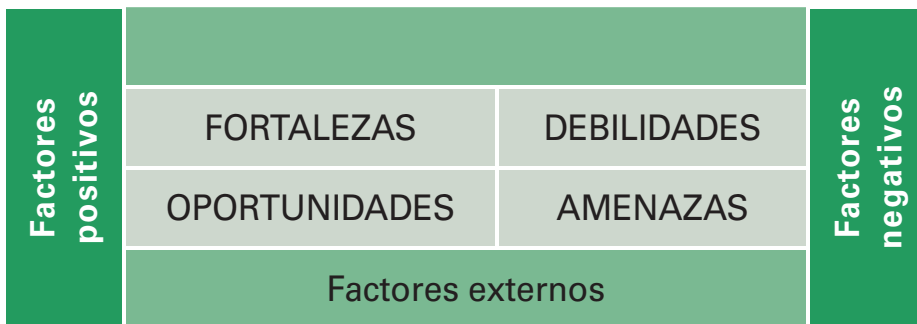 Factores
positivos
FORTALEZAS
DEBILIDADES
OPORTUNIDADES
AMENAZAS
Factores externos
Factores
negativos